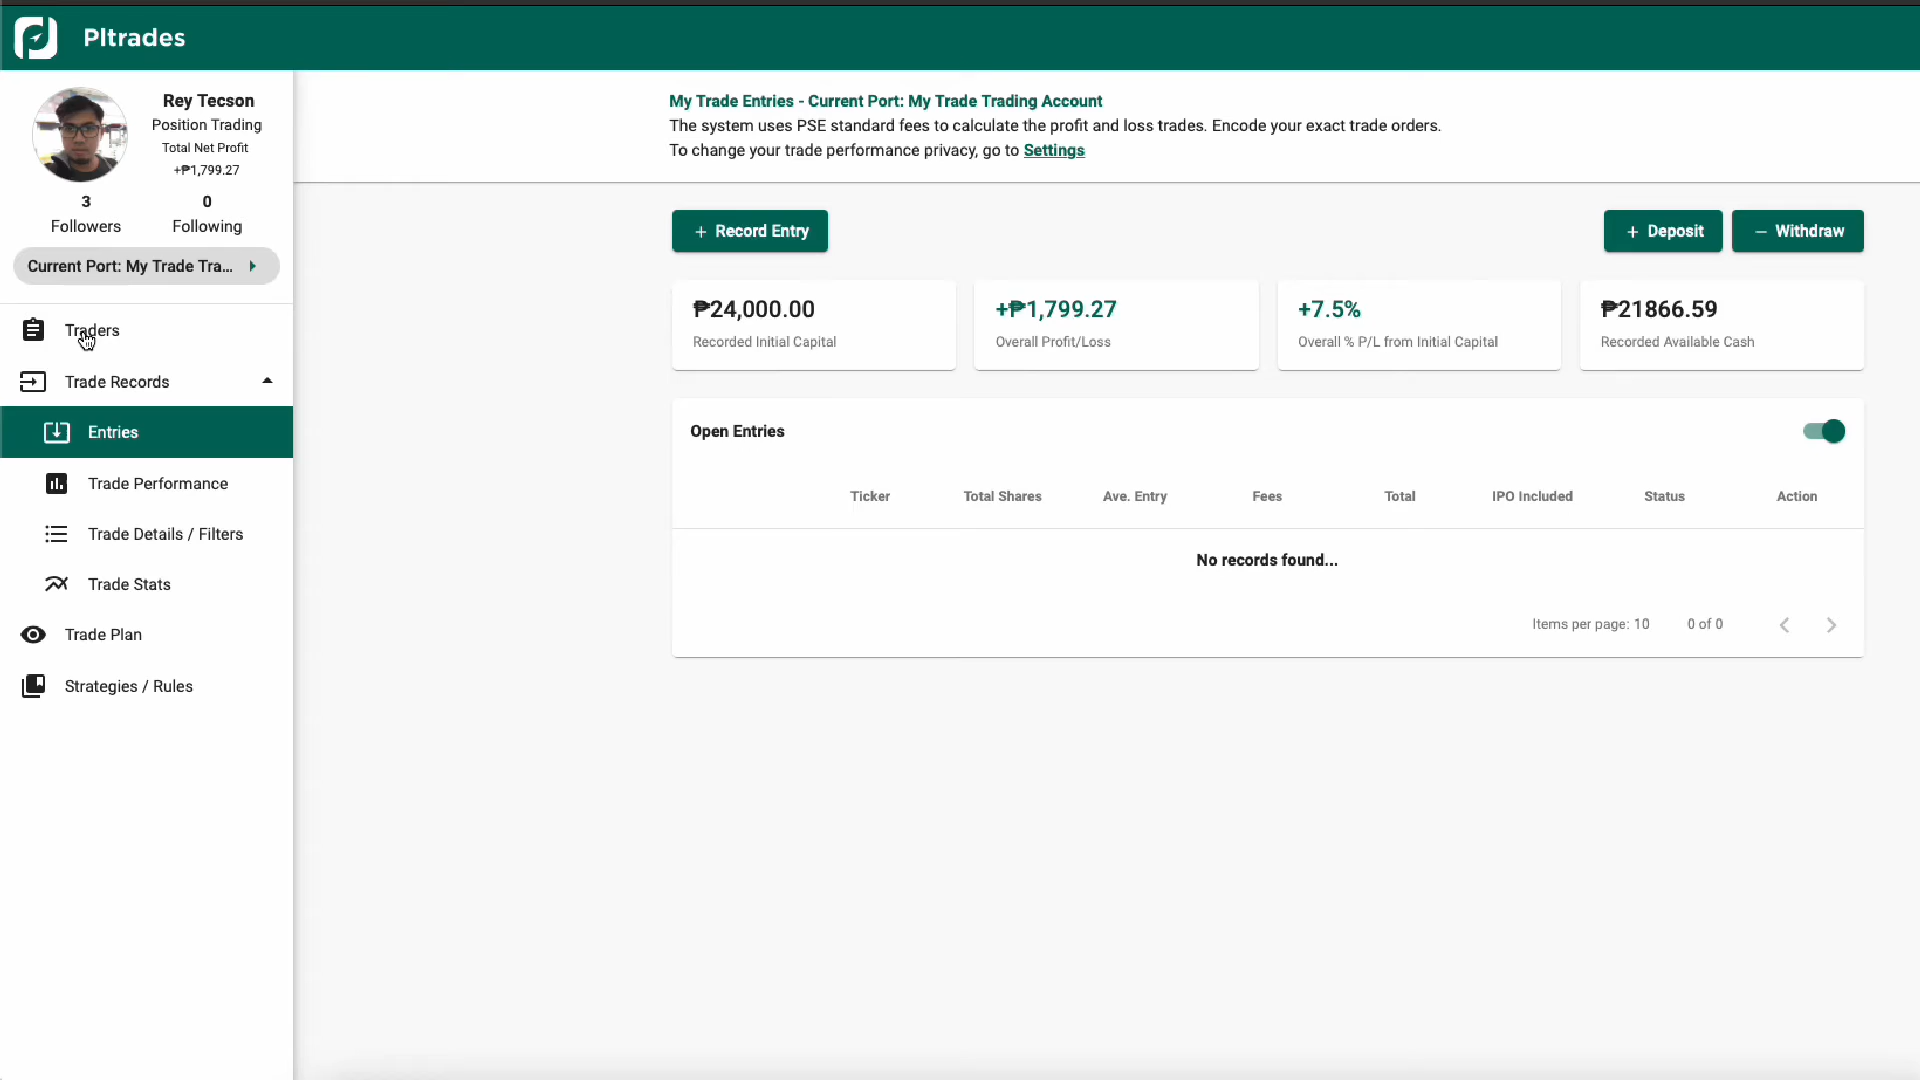 Pltrades
Rey Tecson
Position Trading
Total Net Profit
+₱1,799.27
3
Followers
0
Following
Current Port: My Trade Tra...
Traders
Trade Records
Entries
Trade Performance
Trade Details / Filters
Trade Stats
Trade Plan
Strategies / Rules
My Trade Entries - Current Port: My Trade Trading Account
The system uses PSE standard fees to calculate the profit and loss trades. Encode your exact trade orders.
To change your trade performance privacy, go to Settings
+ Record Entry
+ Deposit
– Withdraw
₱24,000.00
Recorded Initial Capital
+₱1,799.27
Overall Profit/Loss
+7.5%
Overall % P/L from Initial Capital
₱21866.59
Recorded Available Cash
Open Entries
Ticker Total Shares Ave. Entry Fees Total IPO Included Status Action
No records found...
Items per page: 10 0 of 0